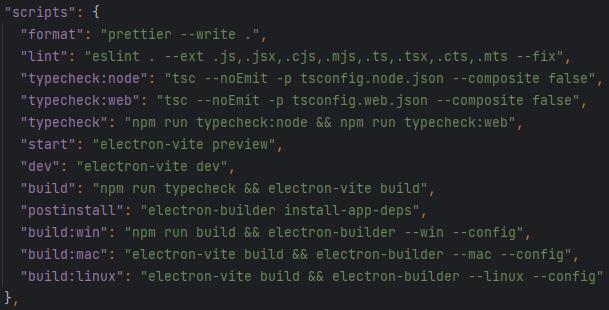 "scripts": {
"format": "prettier --write .",
"lint": "eslint . --ext .js,.jsx,.cjs,.mjs,.ts,.tsx,.cts,.mts --fix",
"typecheck:node": "tsc --noEmit -p tsconfig.node.json --composite false",
"typecheck:web": "tsc --noEmit -p tsconfig.web.json --composite false",
"typecheck": "npm run typecheck:node && npm run typecheck:web",
"start": "electron-vite preview",
"dev": "electron-vite dev",
"build": "npm run typecheck && electron-vite build",
"postinstall": "electron-builder install-app-deps",
"build:win": "npm run build && electron-builder --win --config",
"build:mac": "electron-vite build && electron-builder --mac --config",
"build:linux": "electron-vite build && electron-builder --linux --config"
},